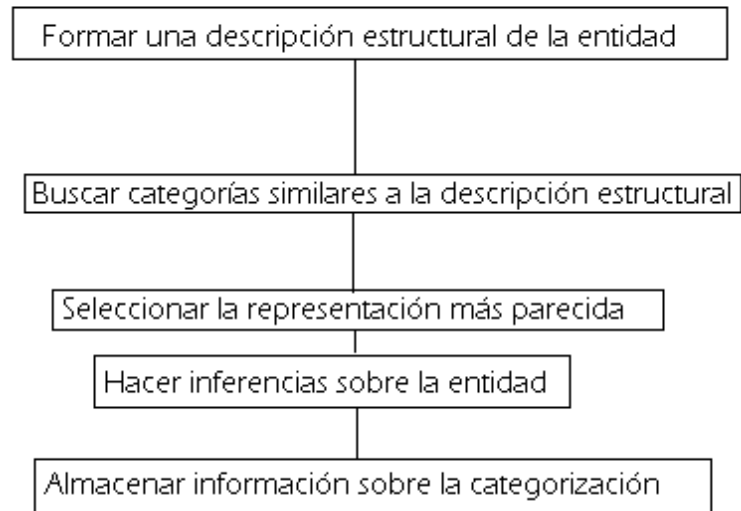 Formar una descripción estructural de la entidad
Buscar categorías similares a la descripción estructural
Seleccionar la representación más parecida
Hacer inferencias sobre la entidad
Almacenar información sobre la categorización